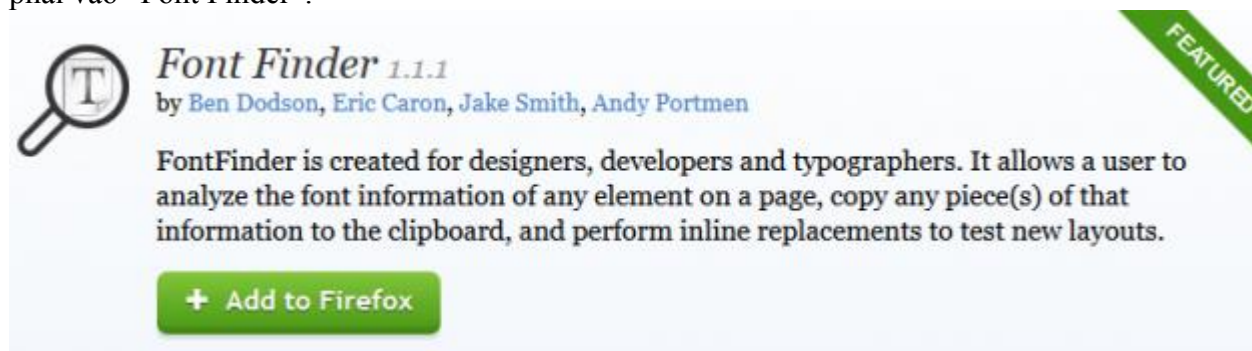 phải vào "Font Finder".
T
Font Finder 1.1.1
FEATURED
by Ben Dodson, Eric Caron, Jake Smith, Andy Portmen
FontFinder is created for designers, developers and typographers. It allows a user to
analyze the font information of any element on a page, copy any piece(s) of that
information to the clipboard, and perform inline replacements to test new layouts.
+ Add to Firefox